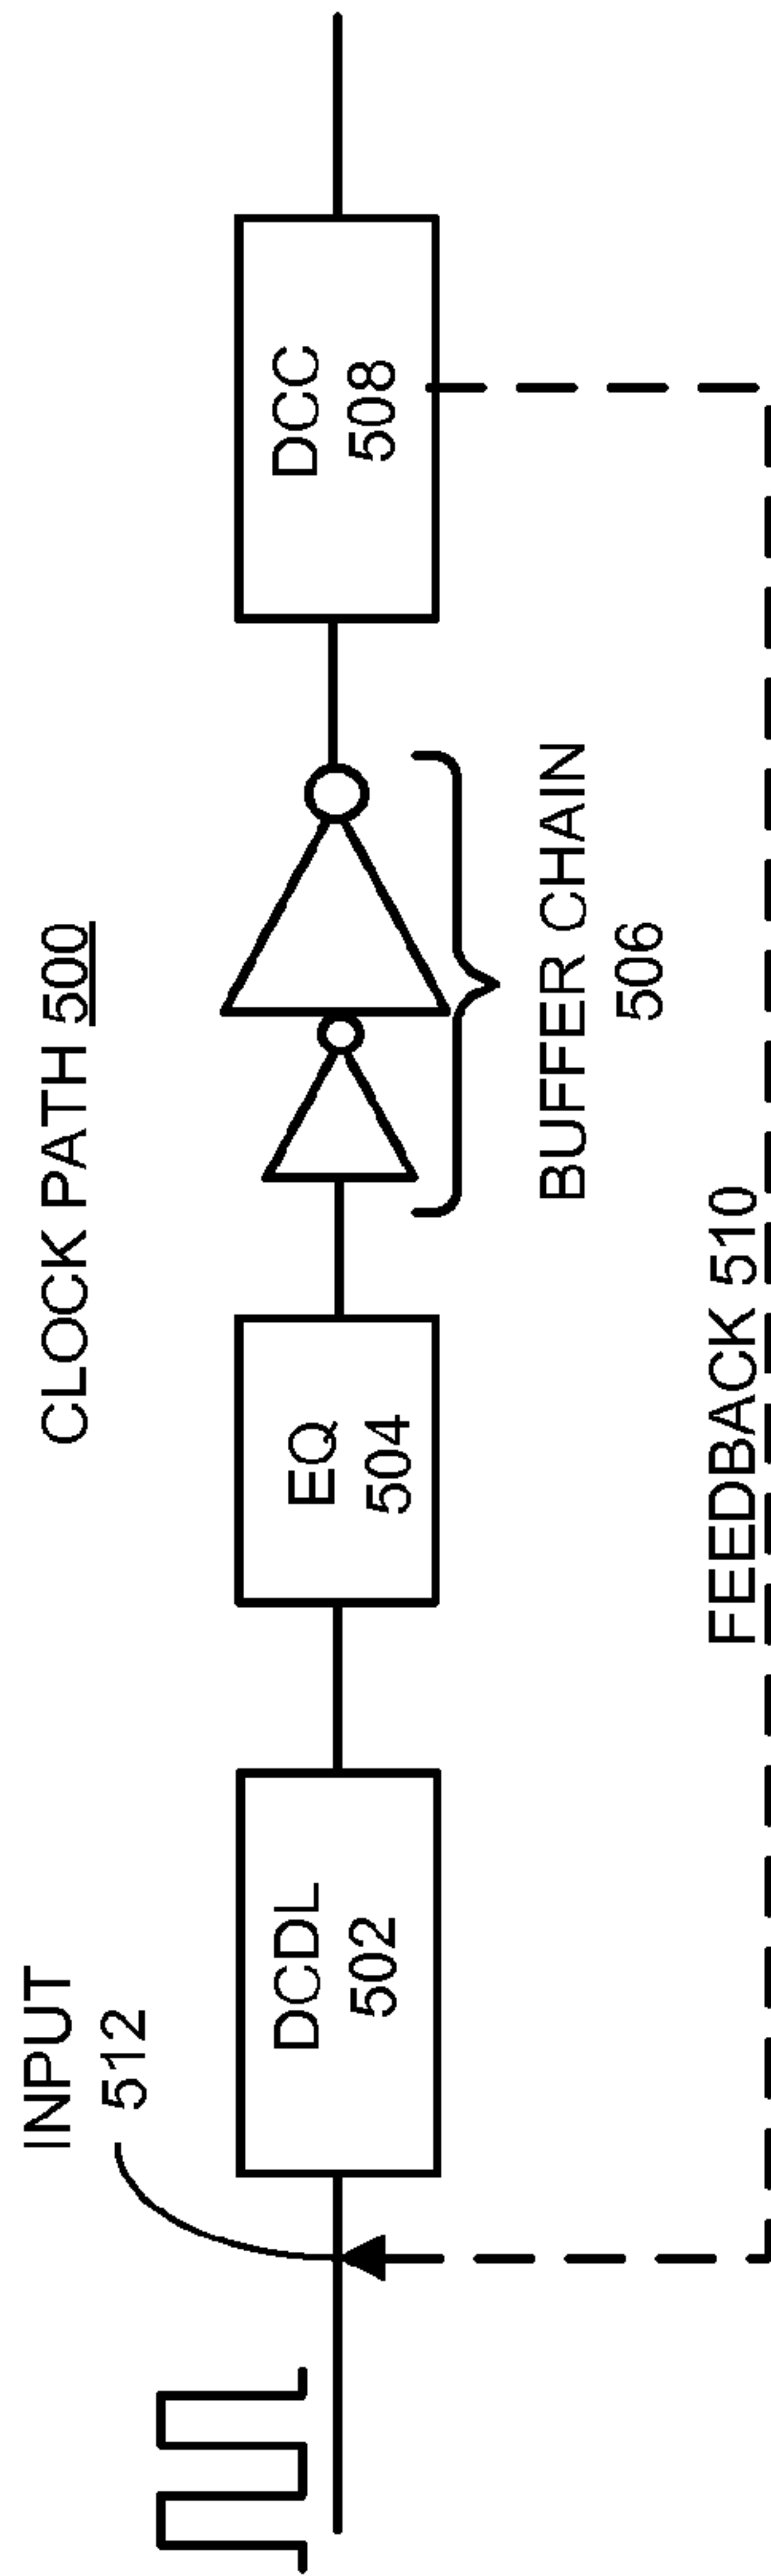 CLOCK PATH 500
INPUT
512
DCDL
502
EQ
504
BUFFER CHAIN
506
DCC
508
FEEDBACK 510